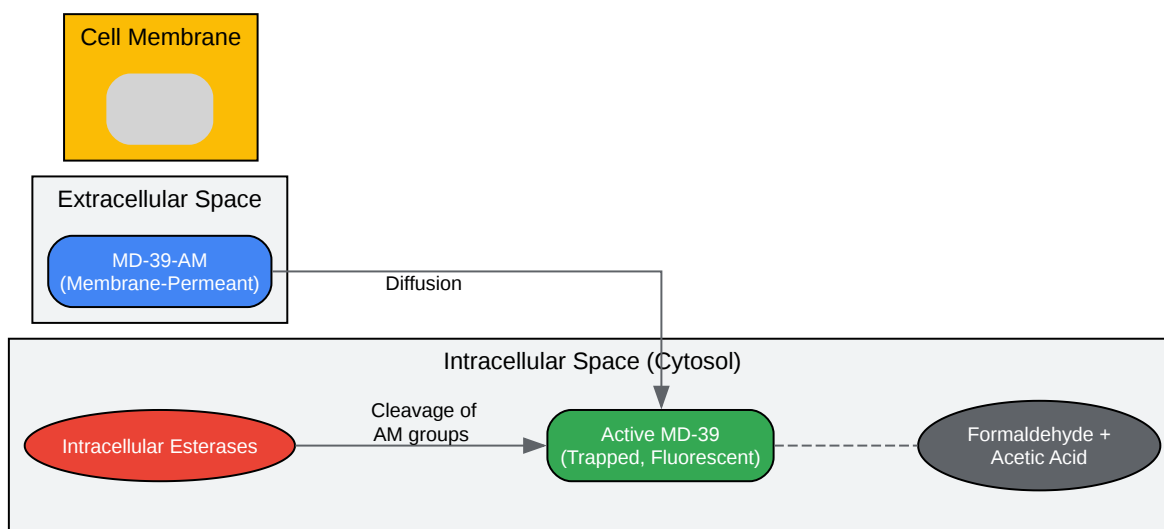 Cell Membrane
Extracellular Space
MD-39-AM
(Membrane-Permeant)
Diffusion
Intracellular Space (Cytosol)
Intracellular Esterases
Cleavage of
AM groups
Active MD-39
(Trapped, Fluorescent)
Formaldehyde +
Acetic Acid